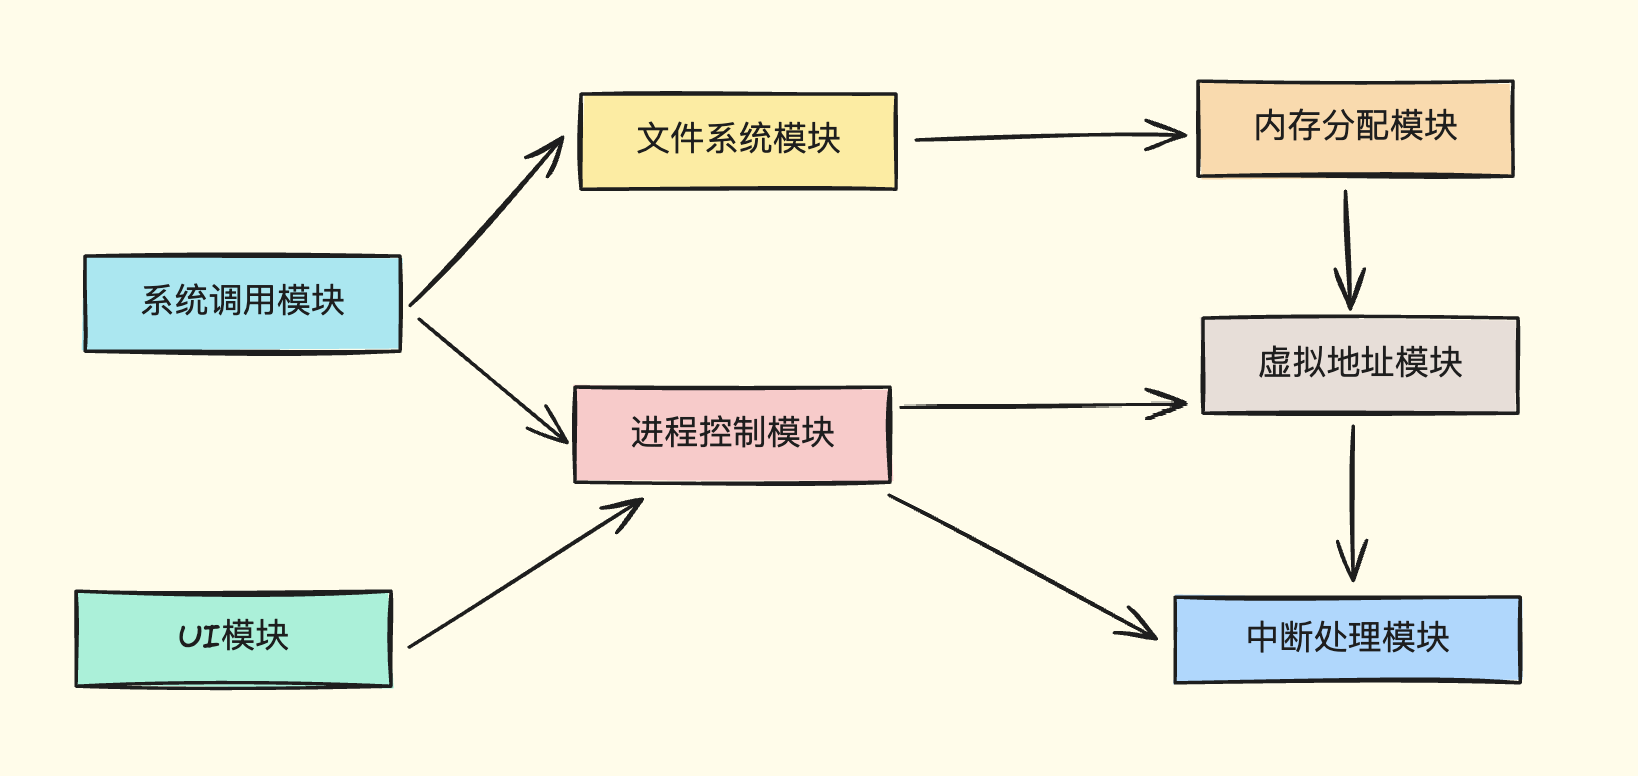 文件系统模块
内存分配模块
系统调用模块
虚拟地址模块
进程控制模块
UI模块
中断处理模块